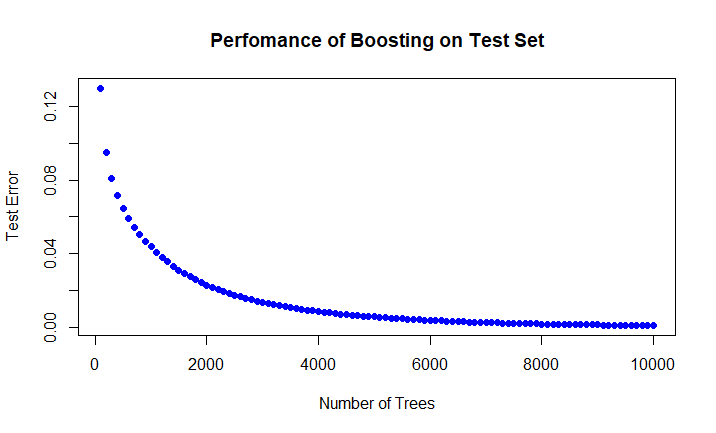 Perfomance of Boosting on Test Set
0.12
0.08
0.04
0.00
Test Error
0 2000 4000 6000 8000 10000
Number of Trees